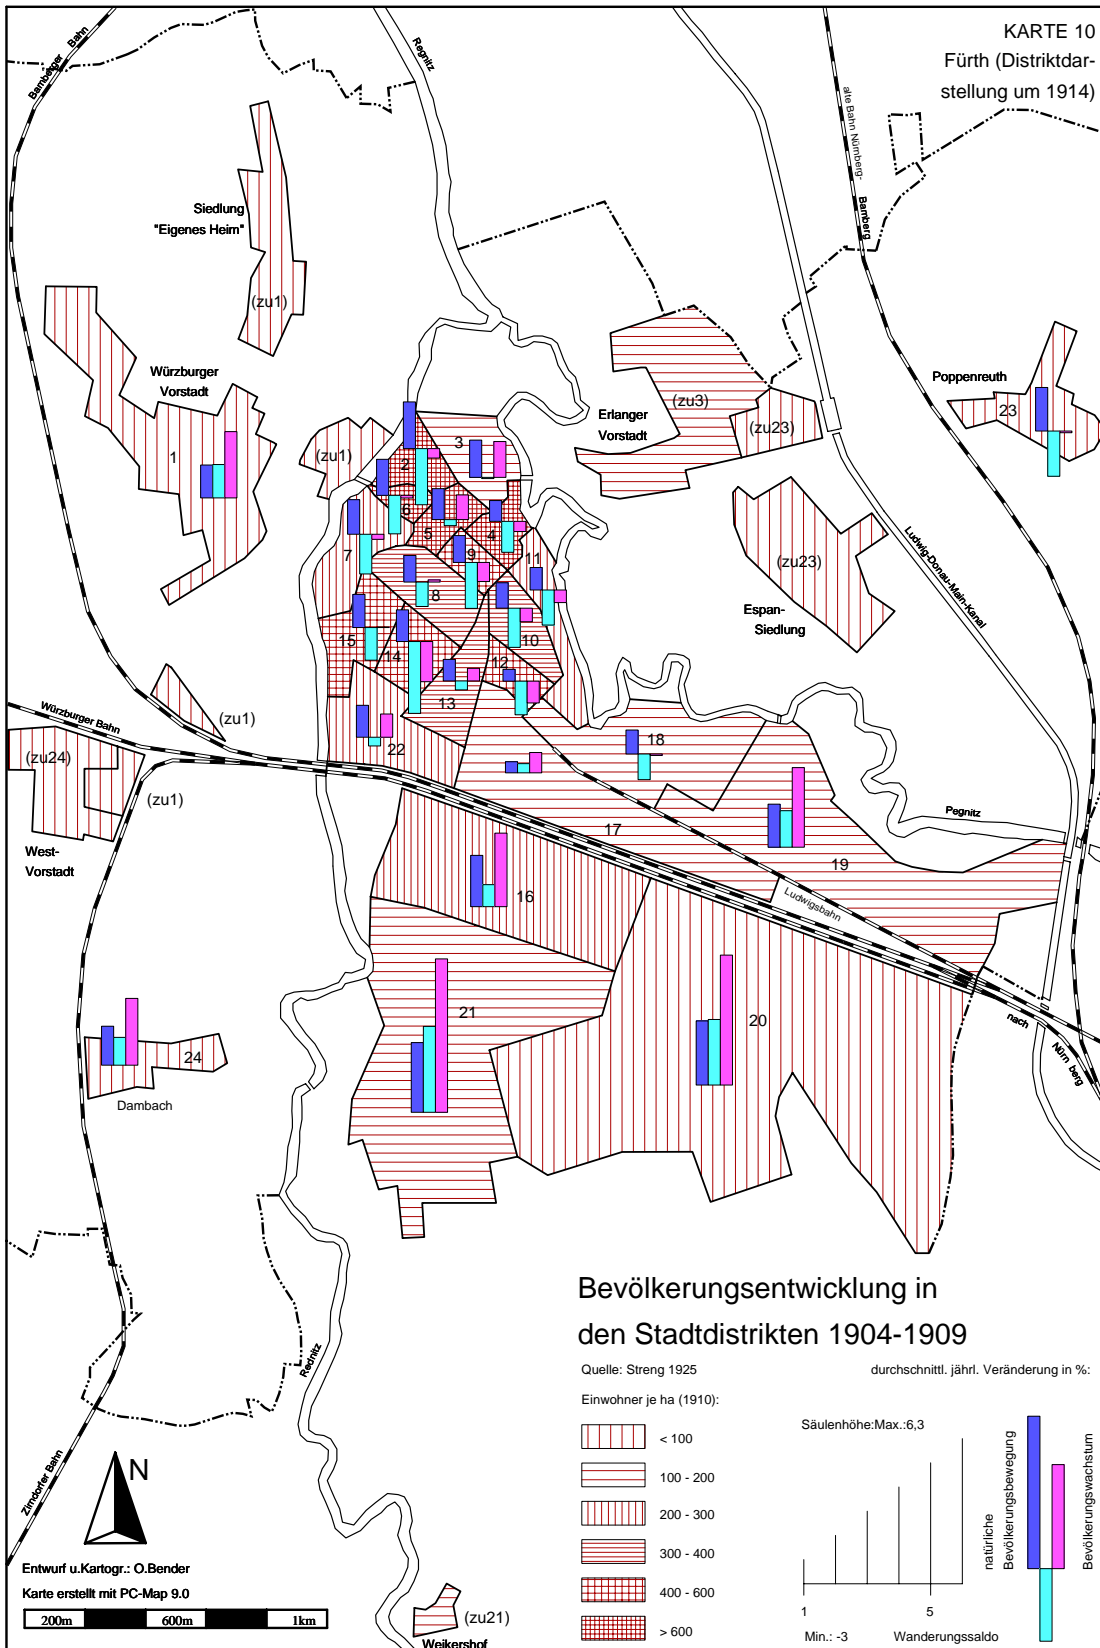 KARTE 10
Fürth (Distriktdar-
stellung um 1914)
Bamberger Bahn
Regnitz
alte Bahn Nürnberg-
Bamberg
Siedlung
"Eigenes Heim"
(zu1)
Würzburger
Vorstadt
1
(zu1)
Erlanger
Vorstadt
(zu3)
(zu23)
Poppenreuth
23
(zu23)
Espan-
Siedlung
Ludwig-Donau-Main-Kanal
2
3
4
5
6
7
8
9
10
11
12
13
14
15
22
18
17
19
16
21
20
Würzburger Bahn
(zu1)
(zu24)
(zu1)
West-
Vorstadt
Pegnitz
Ludwigsbahn
nach
Nürnberg
24
Dambach
Rednitz
Zirndorfer Bahn
(zu21)
Weikershof
N
Entwurf u.Kartogr.: O.Bender
Karte erstellt mit PC-Map 9.0
200m 600m 1km
Bevölkerungsentwicklung in
den Stadtdistrikten 1904-1909
Quelle: Streng 1925
durchschnittl. jährl. Veränderung in %:
Einwohner je ha (1910):
< 100
100 - 200
200 - 300
300 - 400
400 - 600
> 600
Säulenhöhe:Max.:6,3
1 5
Min.: -3
Wanderungssaldo
natürliche
Bevölkerungsbewegung
Bevölkerungswachstum